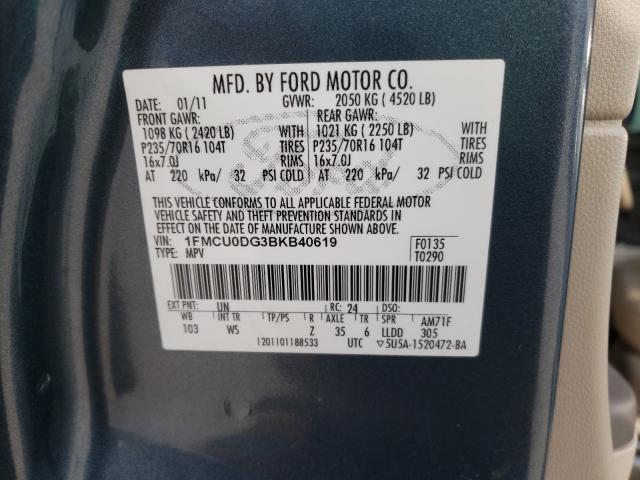 MFD. BY FORD MOTOR CO.
DATE: 01/11 GVWR: 2050 KG ( 4520 LB)
FRONT GAWR: REAR GAWR:
1098 KG ( 2420 LB) WITH 1021 KG ( 2250 LB) WITH
P235/70R16 104T TIRES P235/70R16 104T TIRES
16x7.0J RIMS 16x7.0J RIMS
AT 220 kPa/ 32 PSI COLD AT 220 kPa/ 32 PSI COLD
Ford
THIS VEHICLE CONFORMS TO ALL APPLICABLE FEDERAL MOTOR
VEHICLE SAFETY AND THEFT PREVENTION STANDARDS IN
EFFECT ON THE DATE OF MANUFACTURE SHOWN ABOVE.
VIN: 1FMCU0DG3BKB40619 F0135
TYPE: MPV T0290
EXT PNT: UN RC: 24 DSO:
WB INT TR TP/PS R AXLE TR SPR AM71F
103 WS Z 35 6 LLDD 305
1201101188533 UTC ▽5U5A-1520472-BA